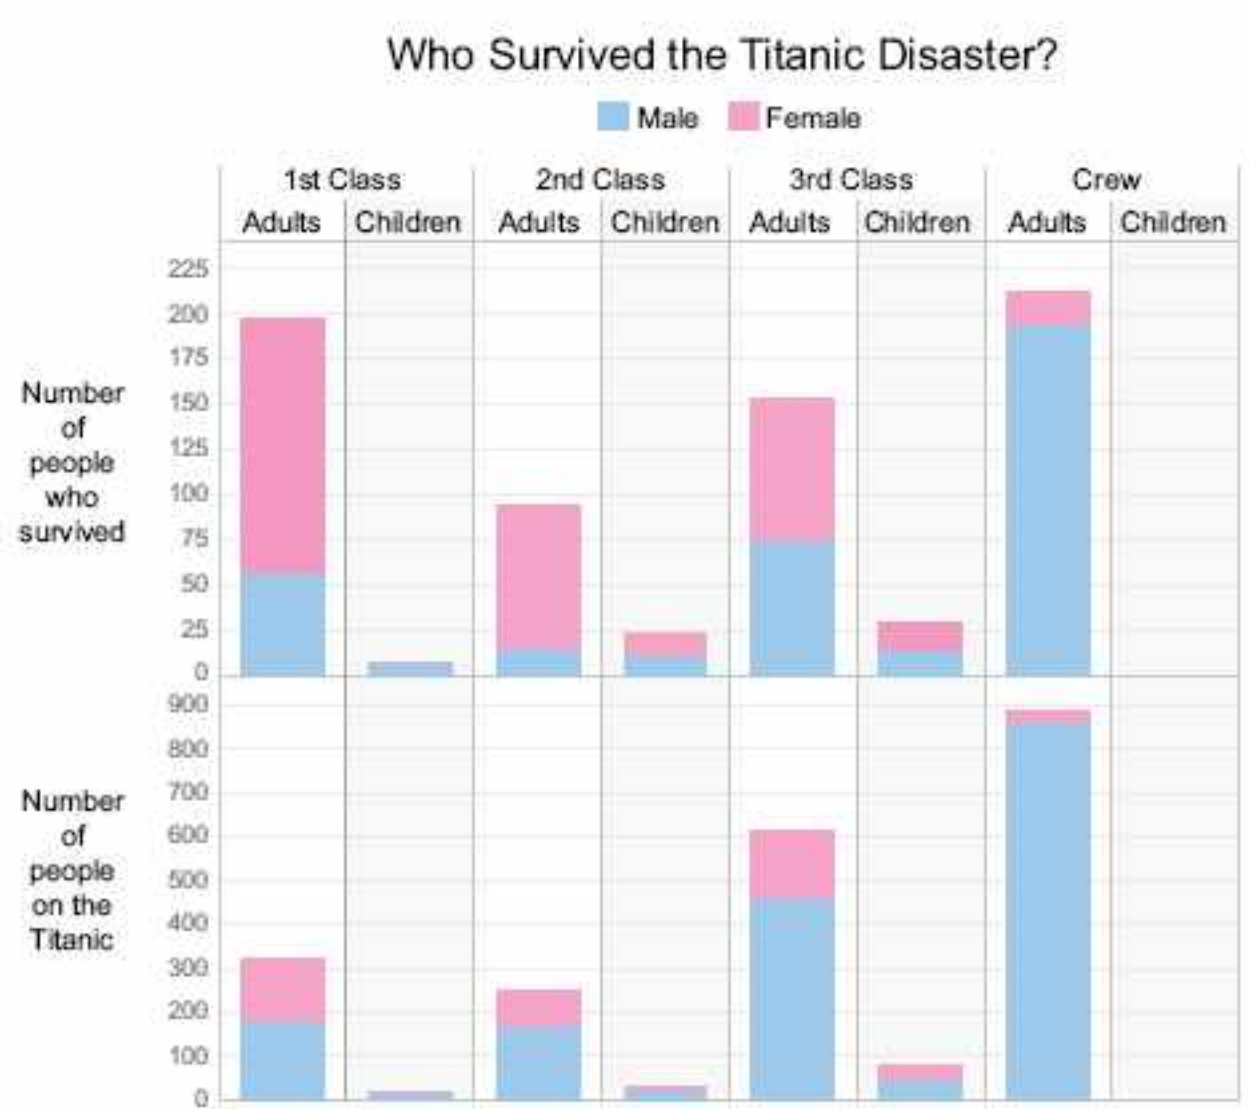 Who Survived the Titanic Disaster?
Male Female
1st Class 2nd Class 3rd Class Crew
Adults Children Adults Children Adults Children Adults Children
225
200
175
150
125
100
75
50
25
0
Number
of
people
who
survived
900
800
700
600
500
400
300
200
100
0
Number
of
people
on the
Titanic